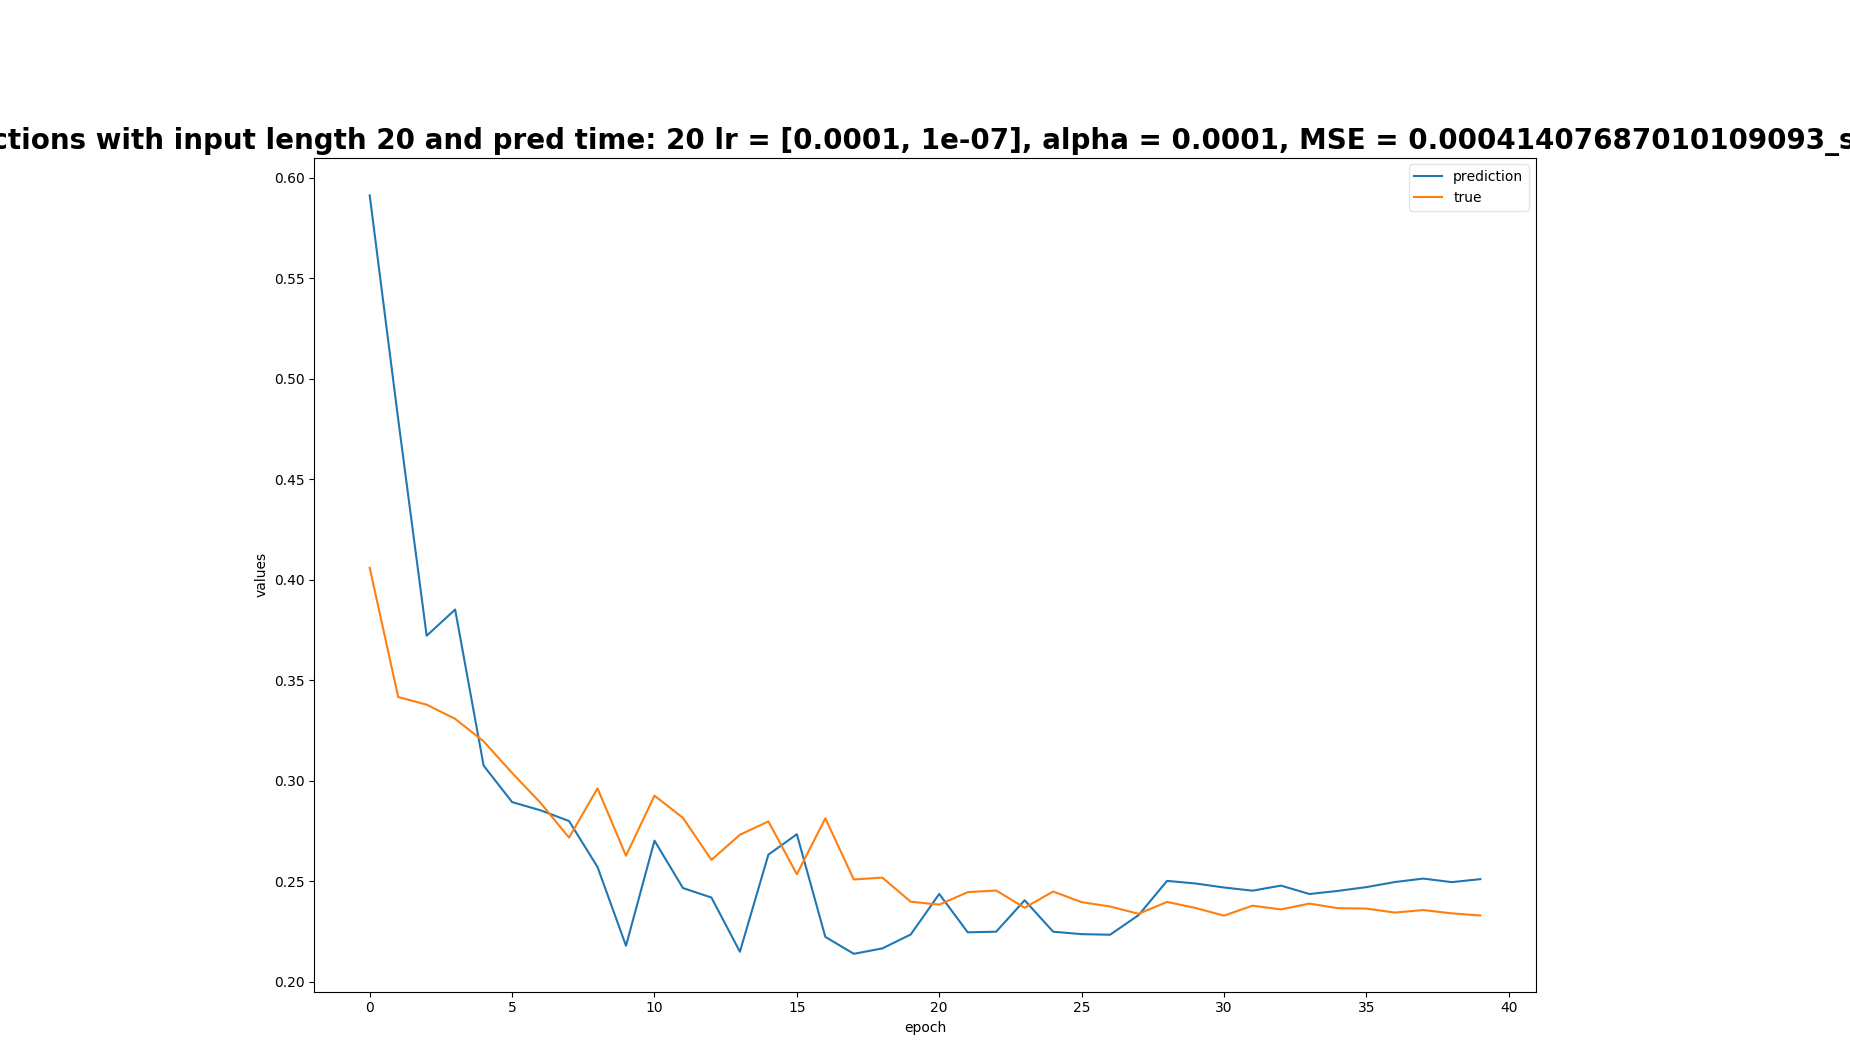 ctions with input length 20 and pred time: 20 lr = [0.0001, 1e-07], alpha = 0.0001, MSE = 0.00041407687010109093_s
prediction
true
0.60
0.55
0.50
0.45
0.40
0.35
0.30
0.25
0.20
values
0 5 10 15 20 25 30 35 40
epoch